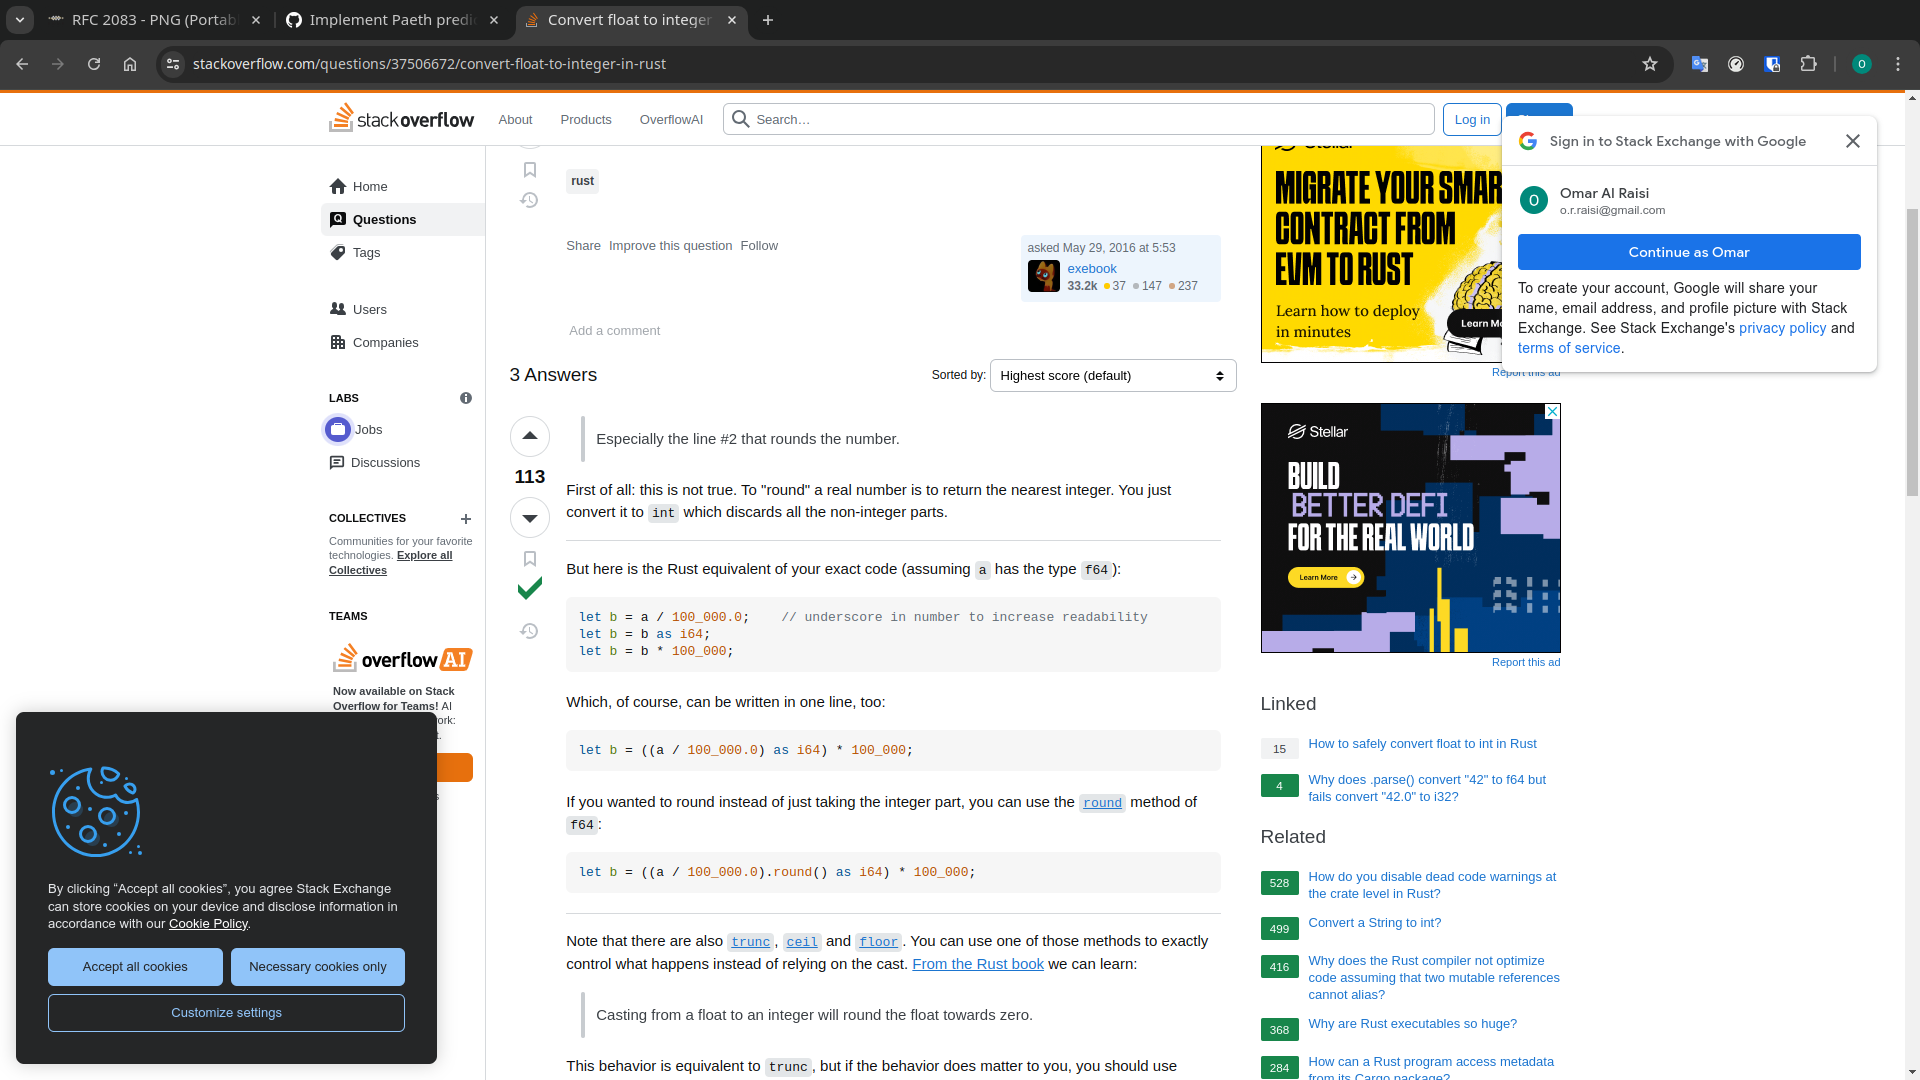 RFC 2083 - PNG (Portab
Implement Paeth predic
Convert float to integer
stackoverflow.com/questions/37506672/convert-float-to-integer-in-rust
O
stackoverflow
About
Products
OverflowAI
Search…
Log in
Sign in to Stack Exchange with Google
O
Omar Al Raisi
o.r.raisi@gmail.com
Continue as Omar
To create your account, Google will share your
name, email address, and profile picture with Stack
Exchange. See Stack Exchange's privacy policy and
terms of service.
Home
Questions
Tags
Users
Companies
LABS
Jobs
Discussions
COLLECTIVES
Communities for your favorite
technologies. Explore all
Collectives
TEAMS
overflowAI
Now available on Stack
Overflow for Teams! AI
By clicking “Accept all cookies”, you agree Stack Exchange
can store cookies on your device and disclose information in
accordance with our Cookie Policy.
Accept all cookies
Necessary cookies only
Customize settings
rust
Share Improve this question Follow
asked May 29, 2016 at 5:53
exebook
33.2k 37 147 237
Add a comment
3 Answers
Sorted by:
Highest score (default)
113
Especially the line #2 that rounds the number.
First of all: this is not true. To "round" a real number is to return the nearest integer. You just
convert it to int which discards all the non-integer parts.
But here is the Rust equivalent of your exact code (assuming a has the type f64):
let b = a / 100_000.0;    // underscore in number to increase readability
let b = b as i64;
let b = b * 100_000;
Which, of course, can be written in one line, too:
let b = ((a / 100_000.0) as i64) * 100_000;
If you wanted to round instead of just taking the integer part, you can use the round method of
f64:
let b = ((a / 100_000.0).round() as i64) * 100_000;
Note that there are also trunc, ceil and floor. You can use one of those methods to exactly
control what happens instead of relying on the cast. From the Rust book we can learn:
Casting from a float to an integer will round the float towards zero.
This behavior is equivalent to trunc, but if the behavior does matter to you, you should use
Stellar
MIGRATE YOUR SMAR
CONTRACT FROM
EVM TO RUST
Learn how to deploy
in minutes
Learn Mo
Report this ad
Stellar
BUILD
BETTER DEFI
FOR THE REAL WORLD
Learn More
Report this ad
Linked
15
How to safely convert float to int in Rust
4
Why does .parse() convert "42" to f64 but
fails convert "42.0" to i32?
Related
528
How do you disable dead code warnings at
the crate level in Rust?
499
Convert a String to int?
416
Why does the Rust compiler not optimize
code assuming that two mutable references
cannot alias?
368
Why are Rust executables so huge?
284
How can a Rust program access metadata
from its Cargo package?